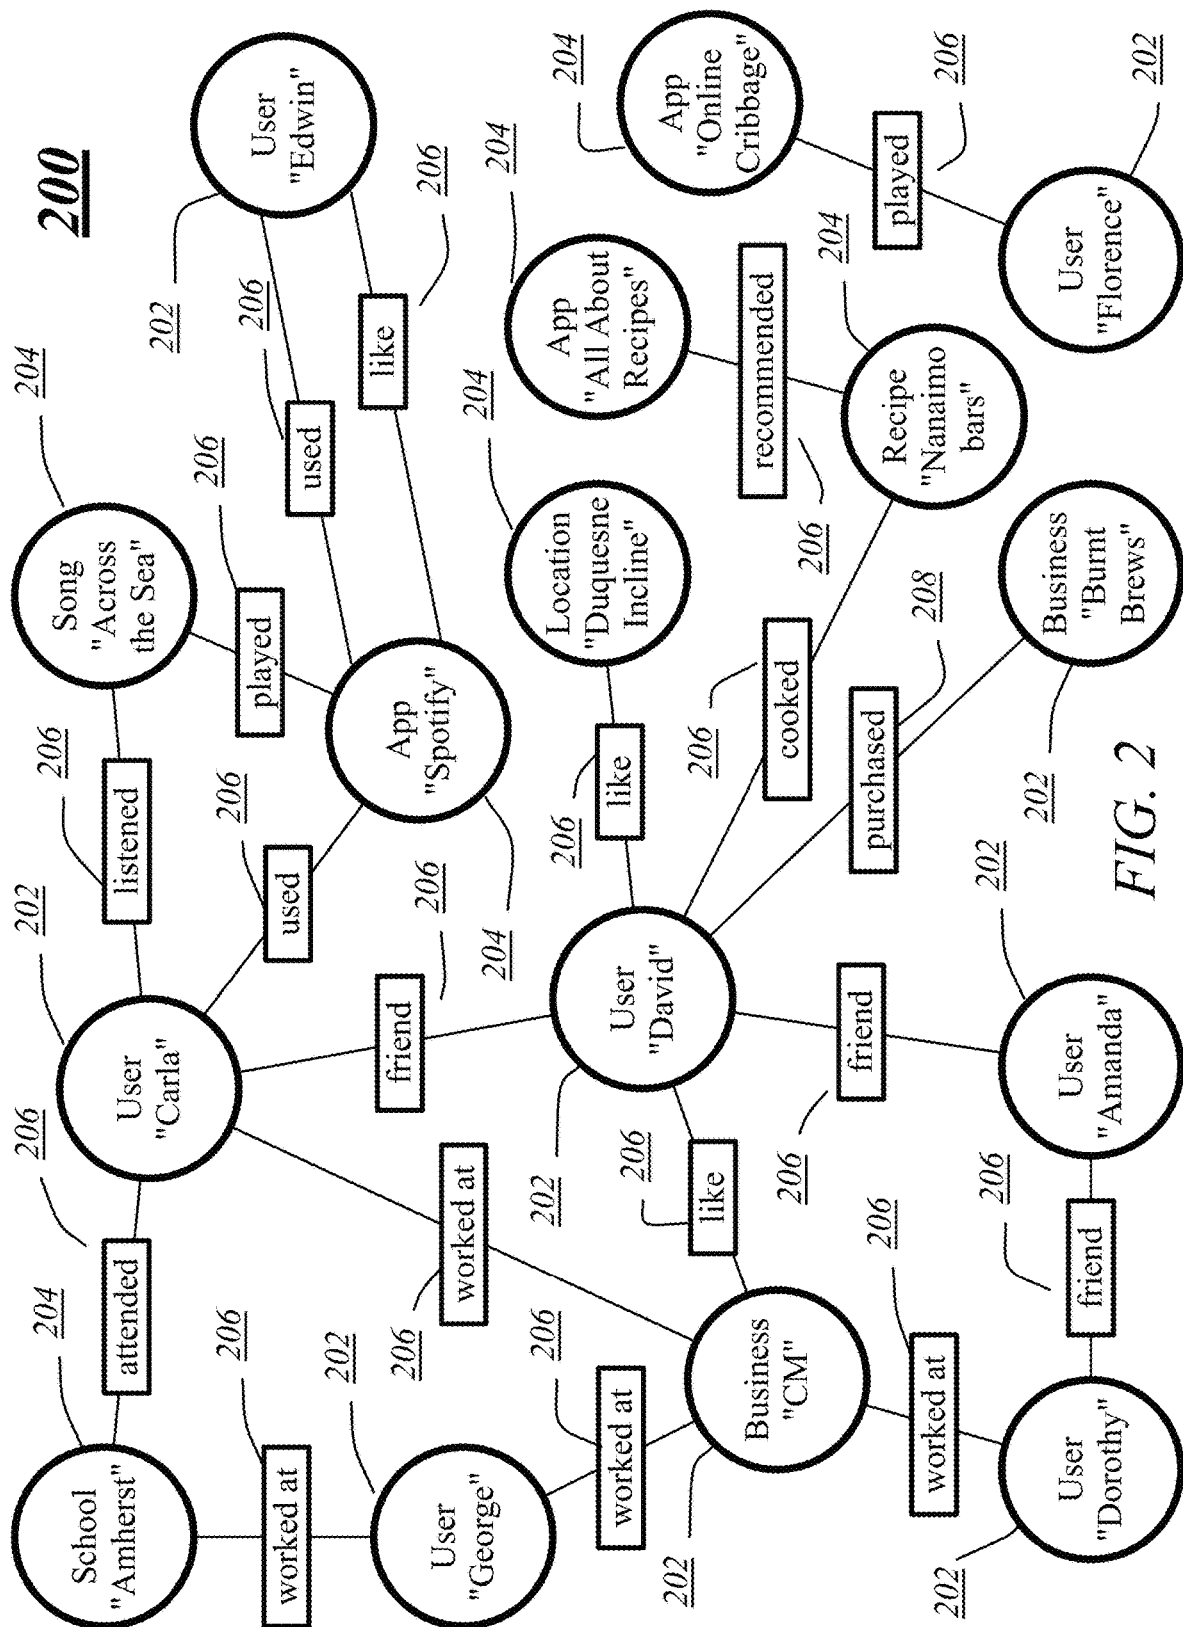 200
204
School
"Amherst"
206
attended
202
User
"Carla"
206
listened
204
Song
"Across
the Sea"
202
User
"Edwin"
206
worked at
206
used
206
played
206
used
206
like
202
User
"George"
206
worked at
206
friend
204
App
"Spotify"
206
worked at
202
Business
"CM"
206
like
202
User
"David"
206
like
204
Location
"Duquesne
Incline"
204
App
"All About
Recipes"
204
App
"Online
Cribbage"
206
cooked
206
recommended
204
Recipe
"Nanaimo
bars"
206
played
206
friend
purchased
208
206
worked at
202
User
"Dorothy"
206
friend
202
User
"Amanda"
202
202
Business
"Burnt
Brews"
User
"Florence"
202
FIG. 2